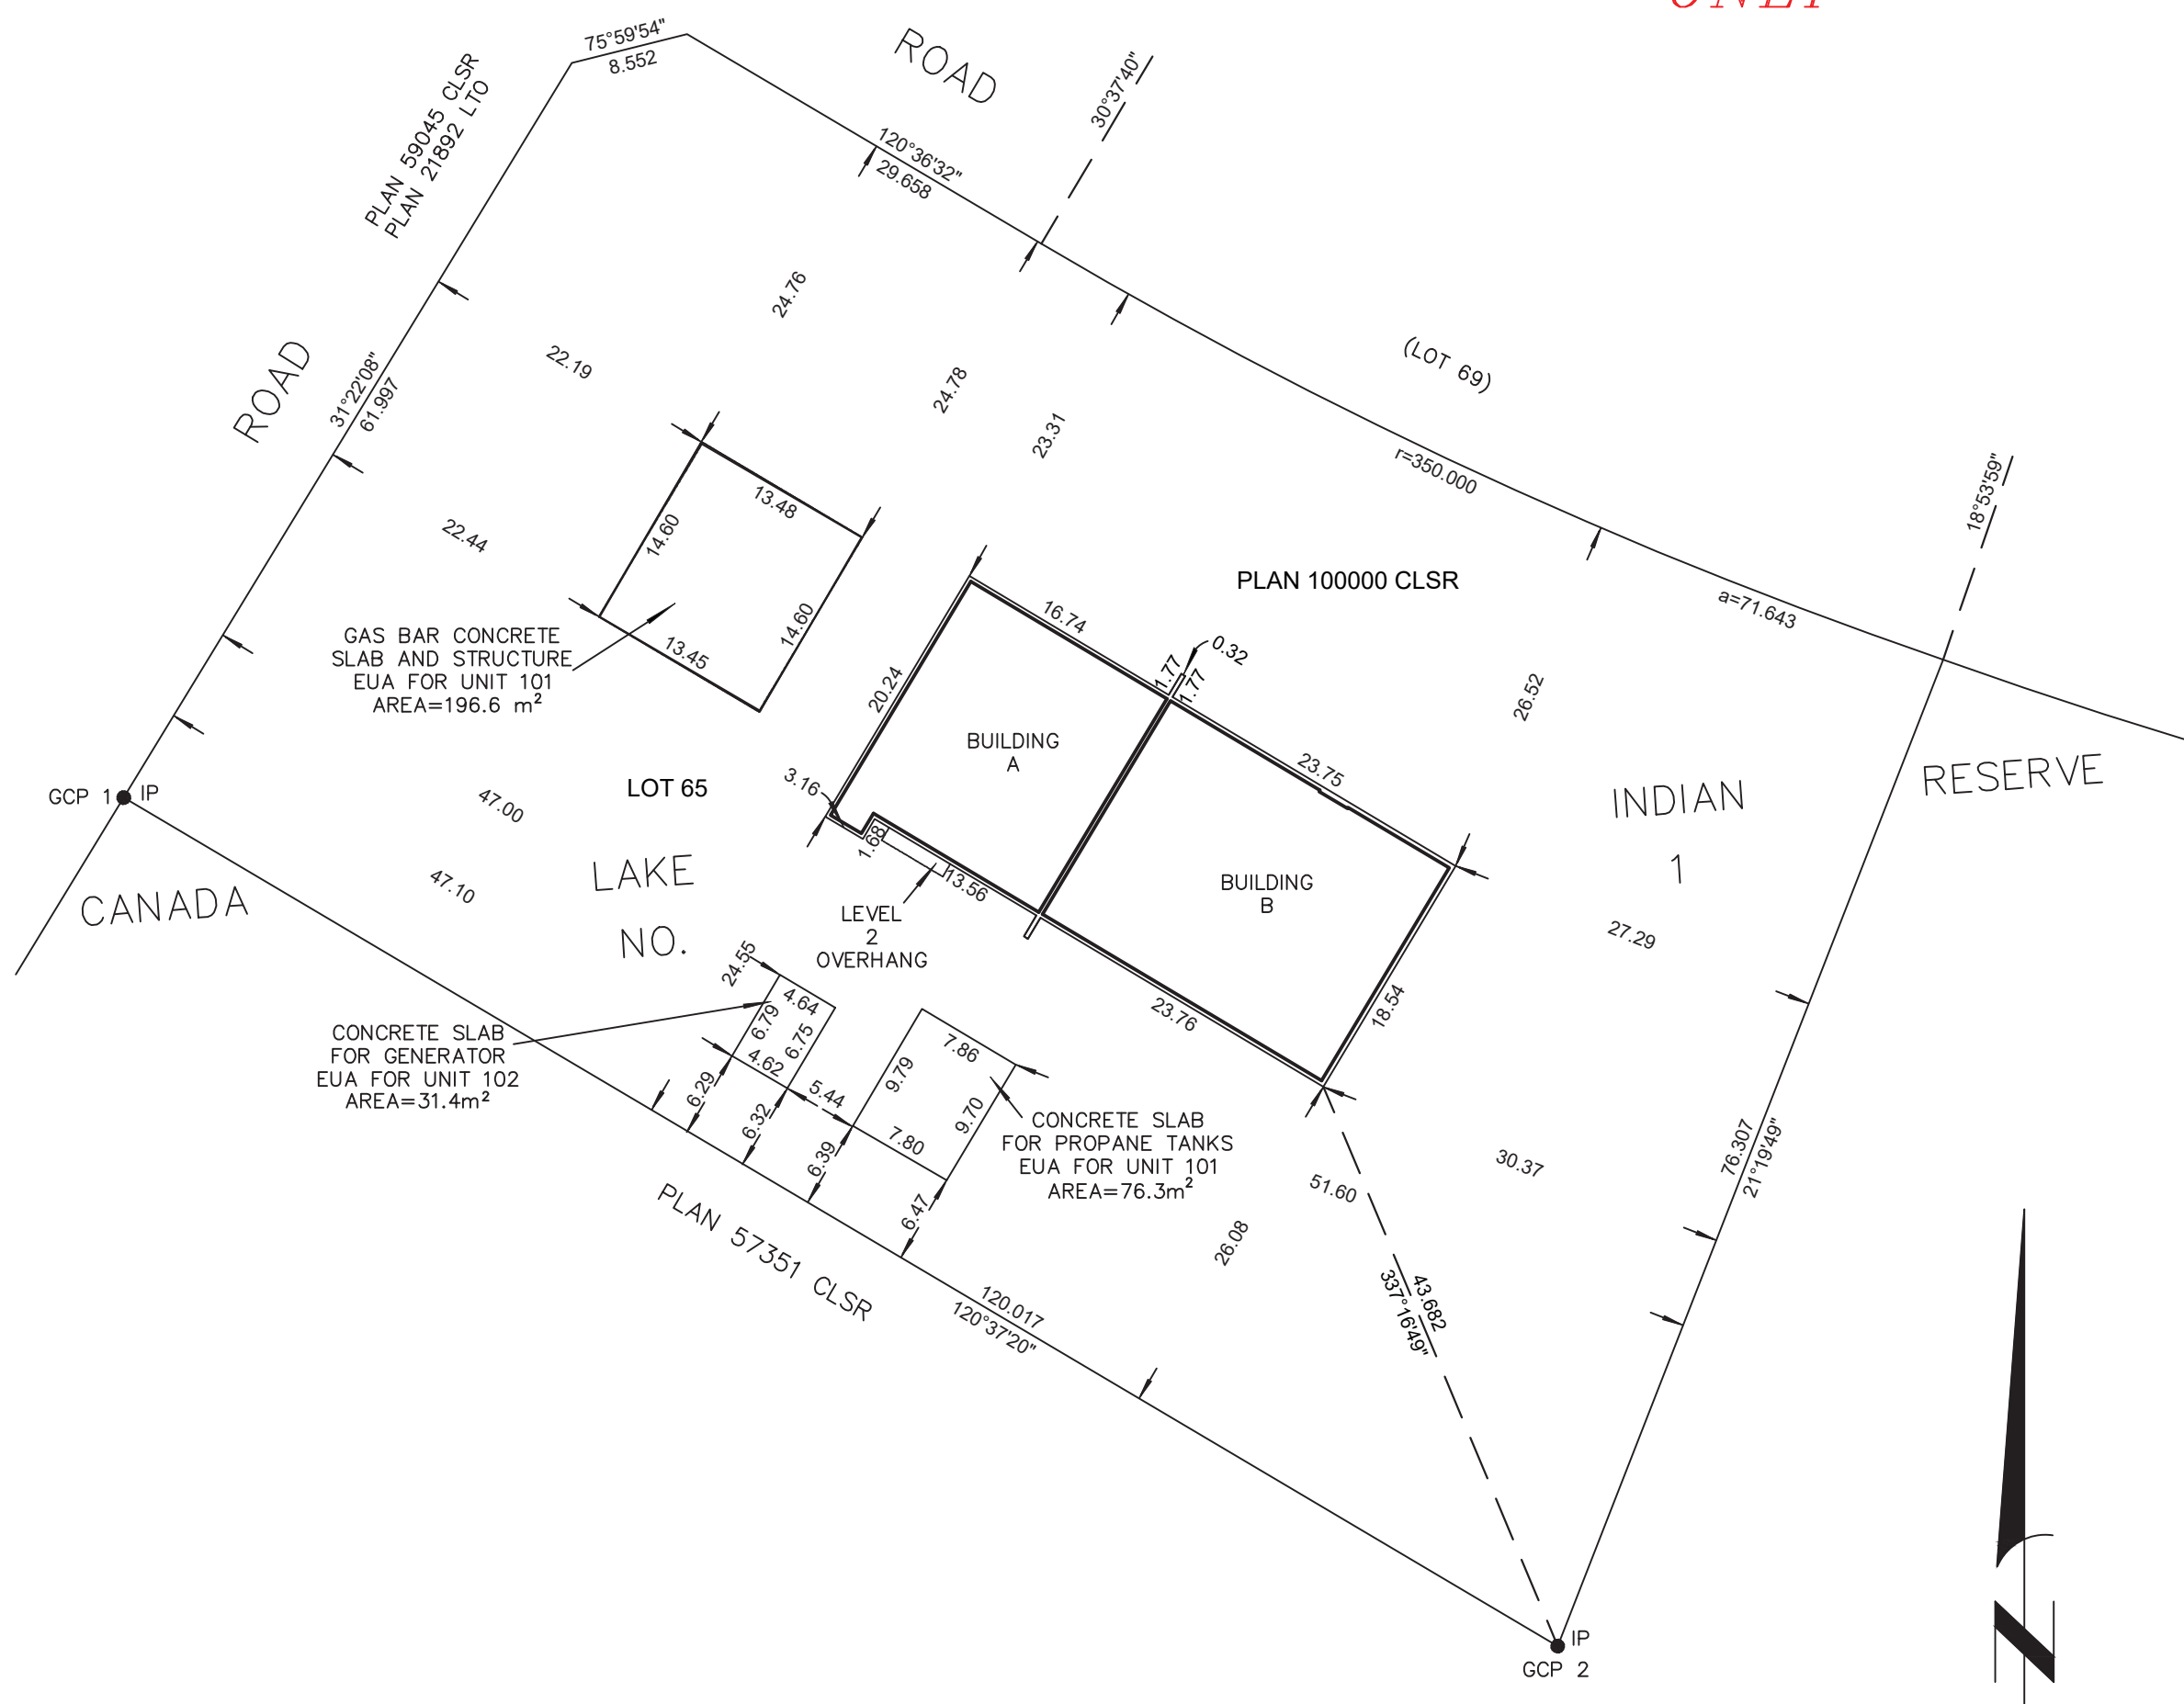 75°59'54"
8.552
ROAD
30°37'40"
PLAN 59045 CLSR
PLAN 21892 LTO
120°36'32"
29.658
24.76
22.19
ROAD
31°22'08"
61.997
24.78
23.31
(LOT 69)
r=350.000
18°53'59"
22.44
13.48
14.60
PLAN 100000 CLSR
a=71.643
GAS BAR CONCRETE
SLAB AND STRUCTURE
EUA FOR UNIT 101
AREA=196.6 m²
13.45
14.60
16.74
0.32
1.77
1.77
20.24
26.52
BUILDING
A
23.75
3.16
LOT 65
GCP 1
IP
47.00
INDIAN
RESERVE
1
1.68
CANADA
47.10
LAKE
NO.
13.56
BUILDING
B
LEVEL
2
OVERHANG
27.29
24.55
4.64
6.79
6.75
4.62
23.76
18.54
CONCRETE SLAB
FOR GENERATOR
EUA FOR UNIT 102
AREA=31.4m²
7.86
9.79
9.70
5.44
6.29
6.32
6.39
7.80
6.47
CONCRETE SLAB
FOR PROPANE TANKS
EUA FOR UNIT 101
AREA=76.3m²
51.60
30.37
76.307
21°19'49"
PLAN 57351 CLSR
26.08
120.017
120°37'20"
43.682
337°16'49"
IP
GCP 2
N